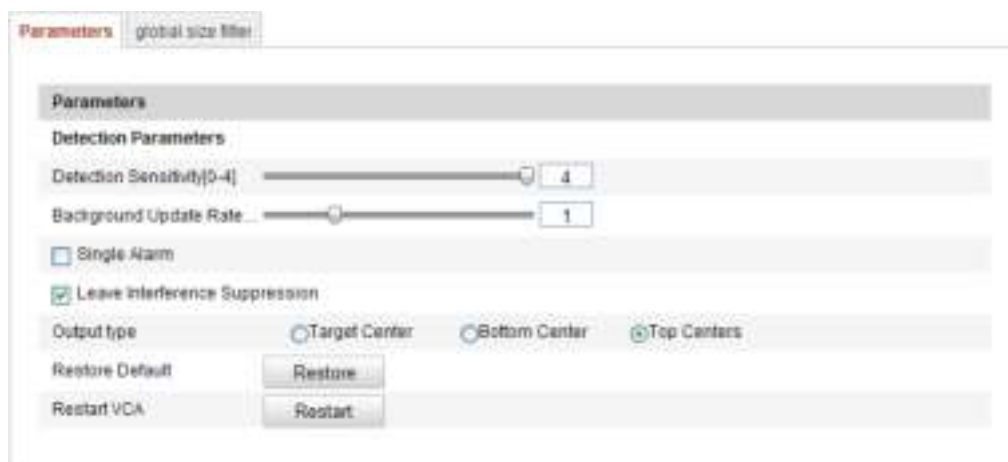 Parameters global size filter
Parameters
Detection Parameters
Detection Sensitivity[0-4] 4
Background Update Rate... 1
Single Alarm
Leave Interference Suppression
Output type Target Center Bottom Center Top Centers
Restore Default Restore
Restart VCA Restart